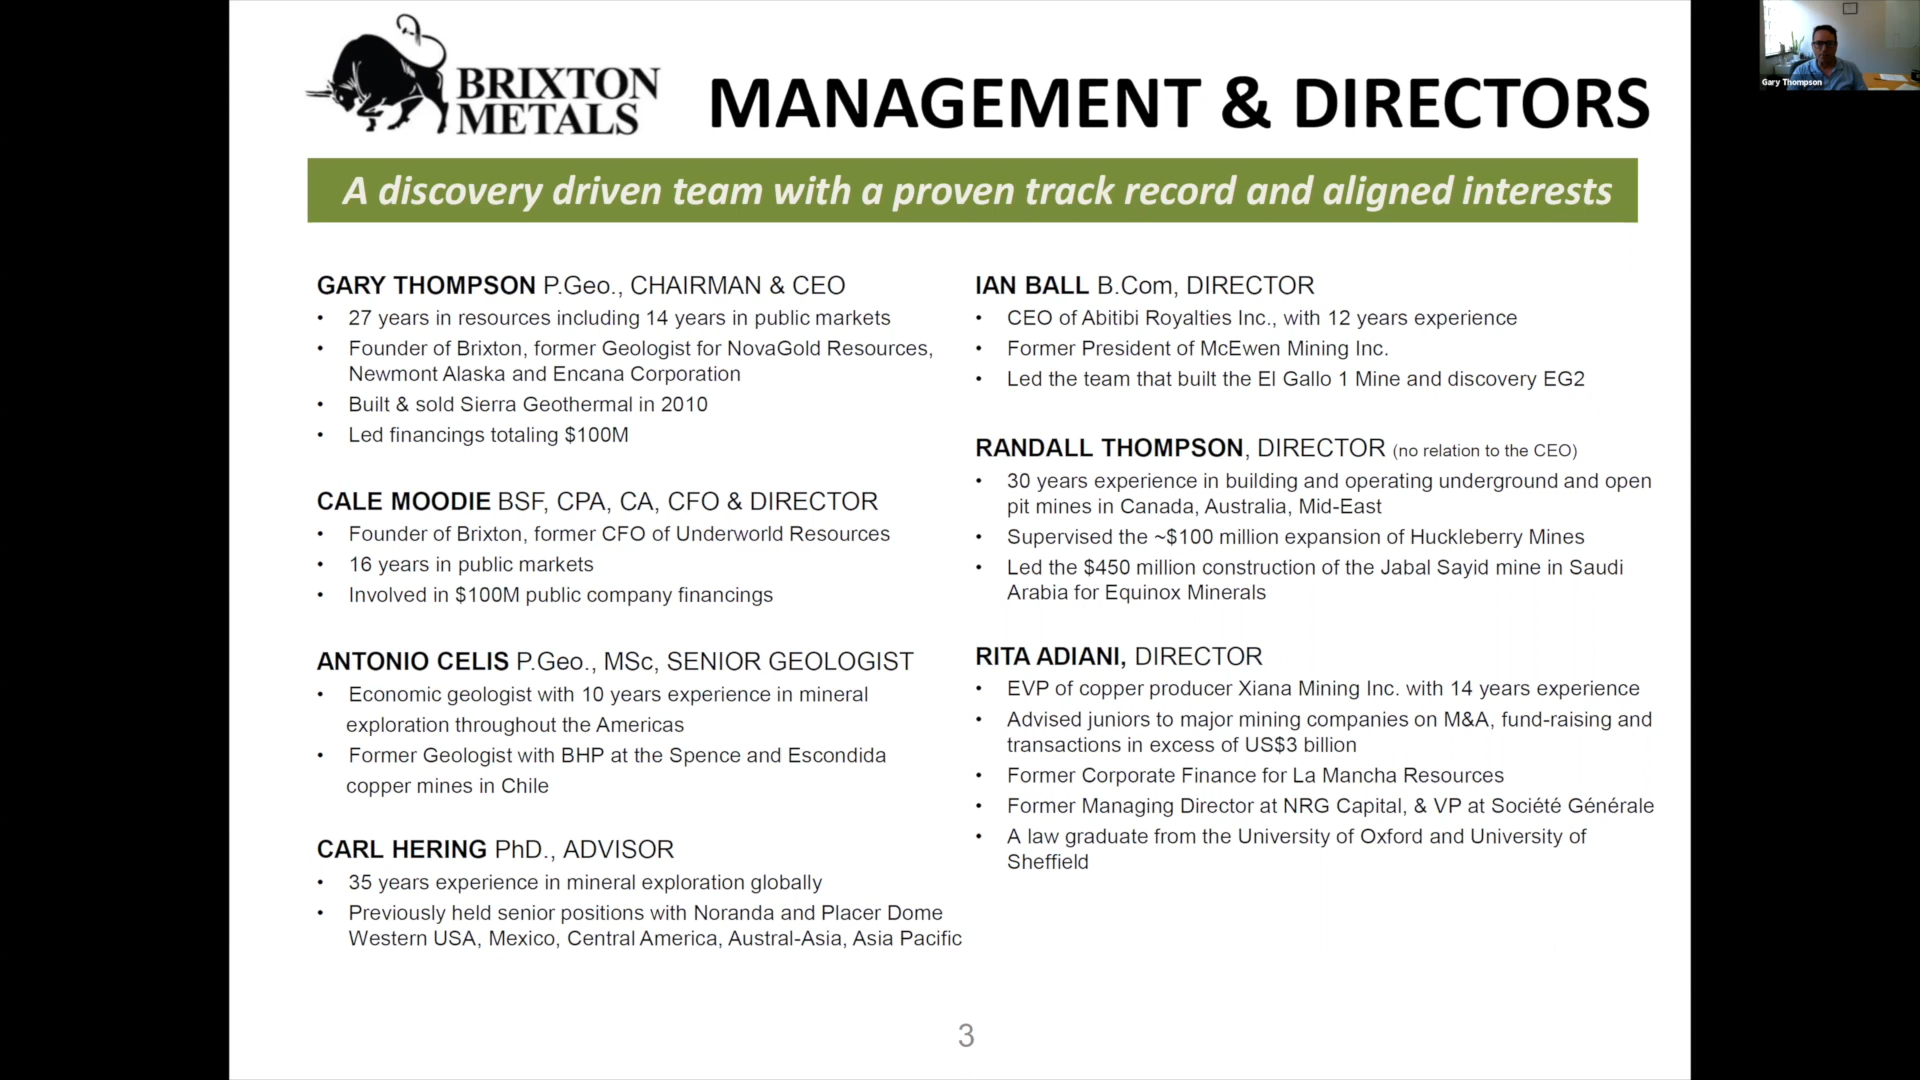 BRIXTON
METALS
MANAGEMENT & DIRECTORS
Gary Thompson
A discovery driven team with a proven track record and aligned interests
GARY THOMPSON P.Geo., CHAIRMAN & CEO
• 27 years in resources including 14 years in public markets
• Founder of Brixton, former Geologist for NovaGold Resources,
Newmont Alaska and Encana Corporation
• Built & sold Sierra Geothermal in 2010
• Led financings totaling $100M
CALE MOODIE BSF, CPA, CA, CFO & DIRECTOR
• Founder of Brixton, former CFO of Underworld Resources
• 16 years in public markets
• Involved in $100M public company financings
ANTONIO CELIS P.Geo., MSc, SENIOR GEOLOGIST
• Economic geologist with 10 years experience in mineral
exploration throughout the Americas
• Former Geologist with BHP at the Spence and Escondida
copper mines in Chile
CARL HERING PhD., ADVISOR
• 35 years experience in mineral exploration globally
• Previously held senior positions with Noranda and Placer Dome
Western USA, Mexico, Central America, Austral-Asia, Asia Pacific
IAN BALL B.Com, DIRECTOR
• CEO of Abitibi Royalties Inc., with 12 years experience
• Former President of McEwen Mining Inc.
• Led the team that built the El Gallo 1 Mine and discovery EG2
RANDALL THOMPSON, DIRECTOR (no relation to the CEO)
• 30 years experience in building and operating underground and open
pit mines in Canada, Australia, Mid-East
• Supervised the ~$100 million expansion of Huckleberry Mines
• Led the $450 million construction of the Jabal Sayid mine in Saudi
Arabia for Equinox Minerals
RITA ADIANI, DIRECTOR
• EVP of copper producer Xiana Mining Inc. with 14 years experience
• Advised juniors to major mining companies on M&A, fund-raising and
transactions in excess of US$3 billion
• Former Corporate Finance for La Mancha Resources
• Former Managing Director at NRG Capital, & VP at Société Générale
• A law graduate from the University of Oxford and University of
Sheffield
3